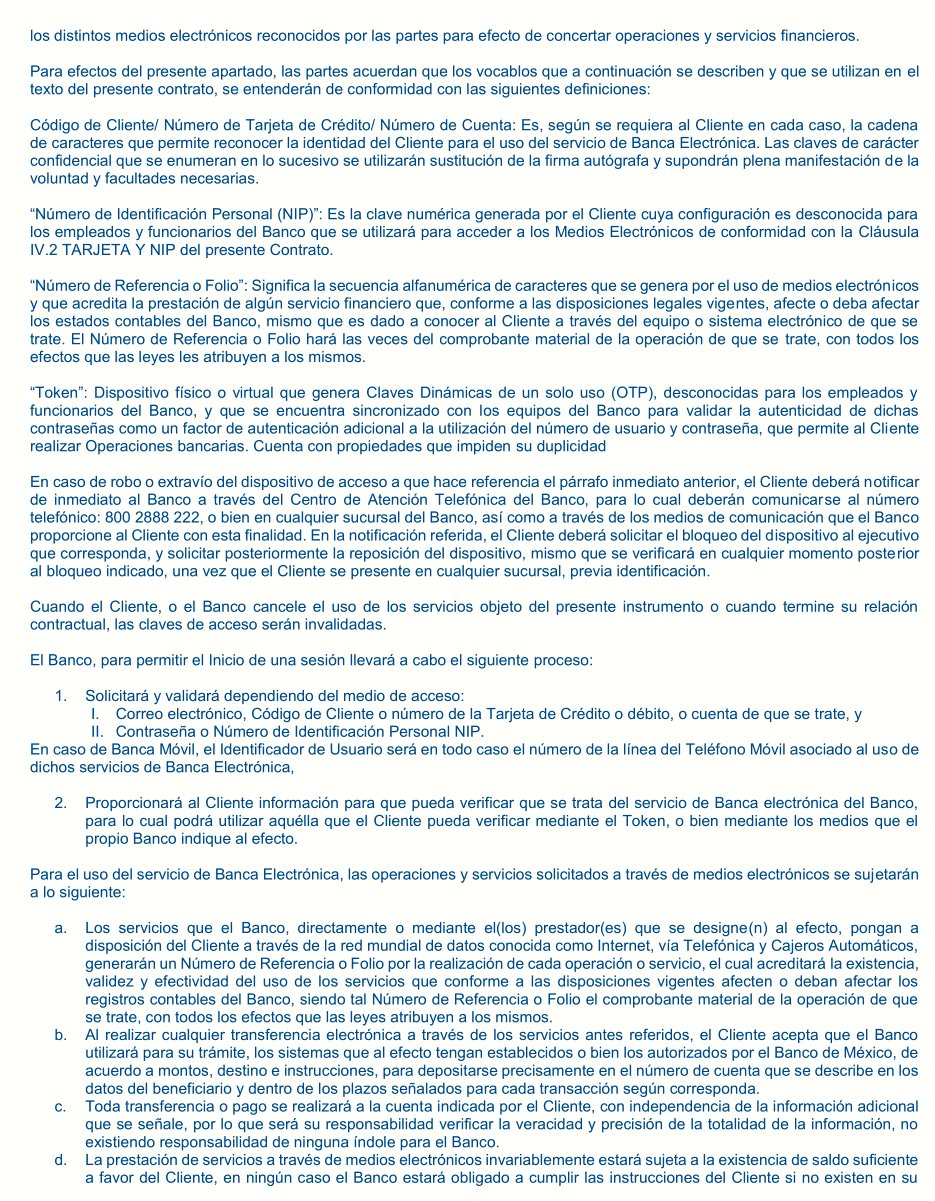 los distintos medios electrónicos reconocidos por las partes para efecto de concertar operaciones y servicios financieros.
Para efectos del presente apartado, las partes acuerdan que los vocablos que a continuación se describen y que se utilizan en el
texto del presente contrato, se entenderán de conformidad con las siguientes definiciones:
Código de Cliente/ Número de Tarjeta de Crédito/ Número de Cuenta: Es, según se requiera al Cliente en cada caso, la cadena
de caracteres que permite reconocer la identidad del Cliente para el uso del servicio de Banca Electrónica. Las claves de carácter
confidencial que se enumeran en lo sucesivo se utilizarán sustitución de la firma autógrafa y supondrán plena manifestación de la
voluntad y facultades necesarias.
“Número de Identificación Personal (NIP)”: Es la clave numérica generada por el Cliente cuya configuración es desconocida para
los empleados y funcionarios del Banco que se utilizará para acceder a los Medios Electrónicos de conformidad con la Cláusula
IV.2 TARJETA Y NIP del presente Contrato.
“Número de Referencia o Folio”: Significa la secuencia alfanumérica de caracteres que se genera por el uso de medios electrónicos
y que acredita la prestación de algún servicio financiero que, conforme a las disposiciones legales vigentes, afecte o deba afectar
los estados contables del Banco, mismo que es dado a conocer al Cliente a través del equipo o sistema electrónico de que se
trate. El Número de Referencia o Folio hará las veces del comprobante material de la operación de que se trate, con todos los
efectos que las leyes les atribuyen a los mismos.
“Token”: Dispositivo físico o virtual que genera Claves Dinámicas de un solo uso (OTP), desconocidas para los empleados y
funcionarios del Banco, y que se encuentra sincronizado con los equipos del Banco para validar la autenticidad de dichas
contraseñas como un factor de autenticación adicional a la utilización del número de usuario y contraseña, que permite al Cliente
realizar Operaciones bancarias. Cuenta con propiedades que impiden su duplicidad
En caso de robo o extravío del dispositivo de acceso a que hace referencia el párrafo inmediato anterior, el Cliente deberá notificar
de inmediato al Banco a través del Centro de Atención Telefónica del Banco, para lo cual deberán comunicarse al número
telefónico: 800 2888 222, o bien en cualquier sucursal del Banco, así como a través de los medios de comunicación que el Banco
proporcione al Cliente con esta finalidad. En la notificación referida, el Cliente deberá solicitar el bloqueo del dispositivo al ejecutivo
que corresponda, y solicitar posteriormente la reposición del dispositivo, mismo que se verificará en cualquier momento posterior
al bloqueo indicado, una vez que el Cliente se presente en cualquier sucursal, previa identificación.
Cuando el Cliente, o el Banco cancele el uso de los servicios objeto del presente instrumento o cuando termine su relación
contractual, las claves de acceso serán invalidadas.
El Banco, para permitir el Inicio de una sesión llevará a cabo el siguiente proceso:
1. Solicitará y validará dependiendo del medio de acceso:
I. Correo electrónico, Código de Cliente o número de la Tarjeta de Crédito o débito, o cuenta de que se trate, y
II. Contraseña o Número de Identificación Personal NIP.
En caso de Banca Móvil, el Identificador de Usuario será en todo caso el número de la línea del Teléfono Móvil asociado al uso de
dichos servicios de Banca Electrónica,
2. Proporcionará al Cliente información para que pueda verificar que se trata del servicio de Banca electrónica del Banco,
para lo cual podrá utilizar aquélla que el Cliente pueda verificar mediante el Token, o bien mediante los medios que el
propio Banco indique al efecto.
Para el uso del servicio de Banca Electrónica, las operaciones y servicios solicitados a través de medios electrónicos se sujetarán
a lo siguiente:
a. Los servicios que el Banco, directamente o mediante el(los) prestador(es) que se designe(n) al efecto, pongan a
disposición del Cliente a través de la red mundial de datos conocida como Internet, vía Telefónica y Cajeros Automáticos,
generarán un Número de Referencia o Folio por la realización de cada operación o servicio, el cual acreditará la existencia,
validez y efectividad del uso de los servicios que conforme a las disposiciones vigentes afecten o deban afectar los
registros contables del Banco, siendo tal Número de Referencia o Folio el comprobante material de la operación de que
se trate, con todos los efectos que las leyes atribuyen a los mismos.
b. Al realizar cualquier transferencia electrónica a través de los servicios antes referidos, el Cliente acepta que el Banco
utilizará para su trámite, los sistemas que al efecto tengan establecidos o bien los autorizados por el Banco de México, de
acuerdo a montos, destino e instrucciones, para depositarse precisamente en el número de cuenta que se describe en los
datos del beneficiario y dentro de los plazos señalados para cada transacción según corresponda.
c. Toda transferencia o pago se realizará a la cuenta indicada por el Cliente, con independencia de la información adicional
que se señale, por lo que será su responsabilidad verificar la veracidad y precisión de la totalidad de la información, no
existiendo responsabilidad de ninguna índole para el Banco.
d. La prestación de servicios a través de medios electrónicos invariablemente estará sujeta a la existencia de saldo suficiente
a favor del Cliente, en ningún caso el Banco estará obligado a cumplir las instrucciones del Cliente si no existen en su